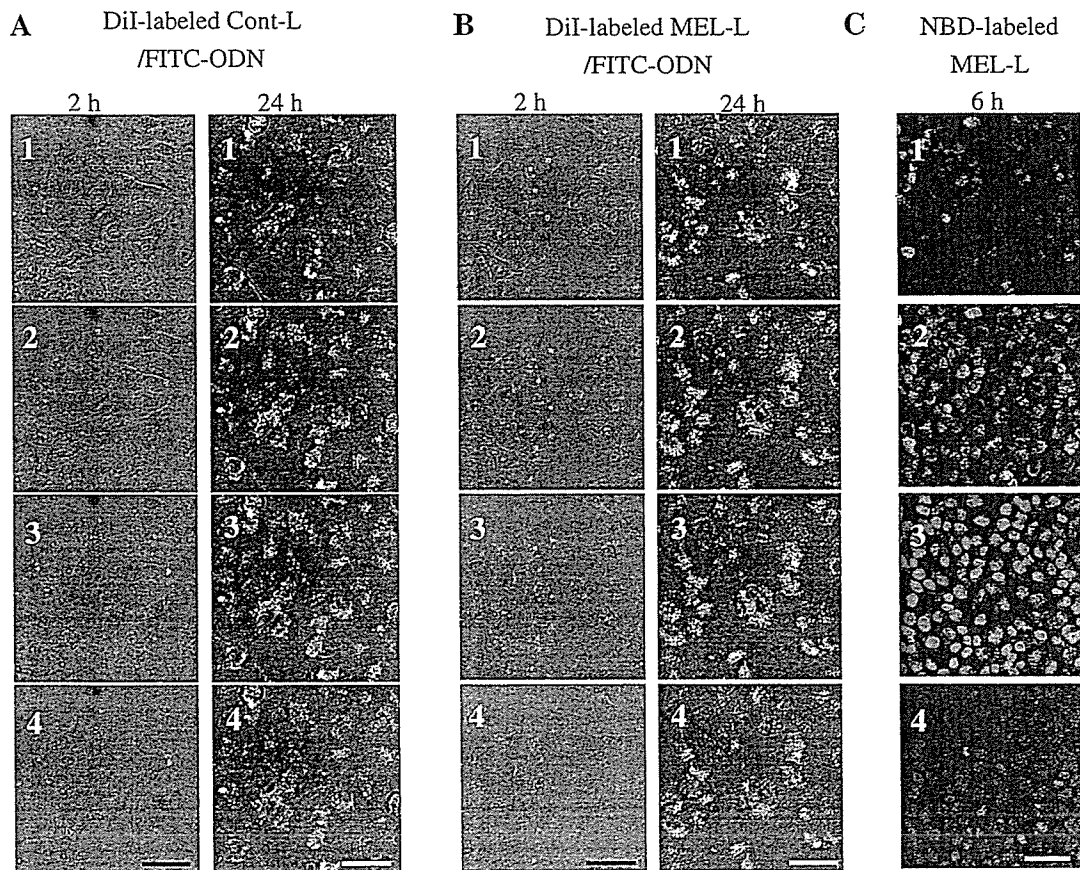 A
DiI-labeled Cont-L
/FITC-ODN
2 h
24 h
1
1
2
2
3
3
4
4
B
DiI-labeled MEL-L
/FITC-ODN
2 h
24 h
1
1
2
2
3
3
4
4
C
NBD-labeled
MEL-L
6 h
1
2
3
4